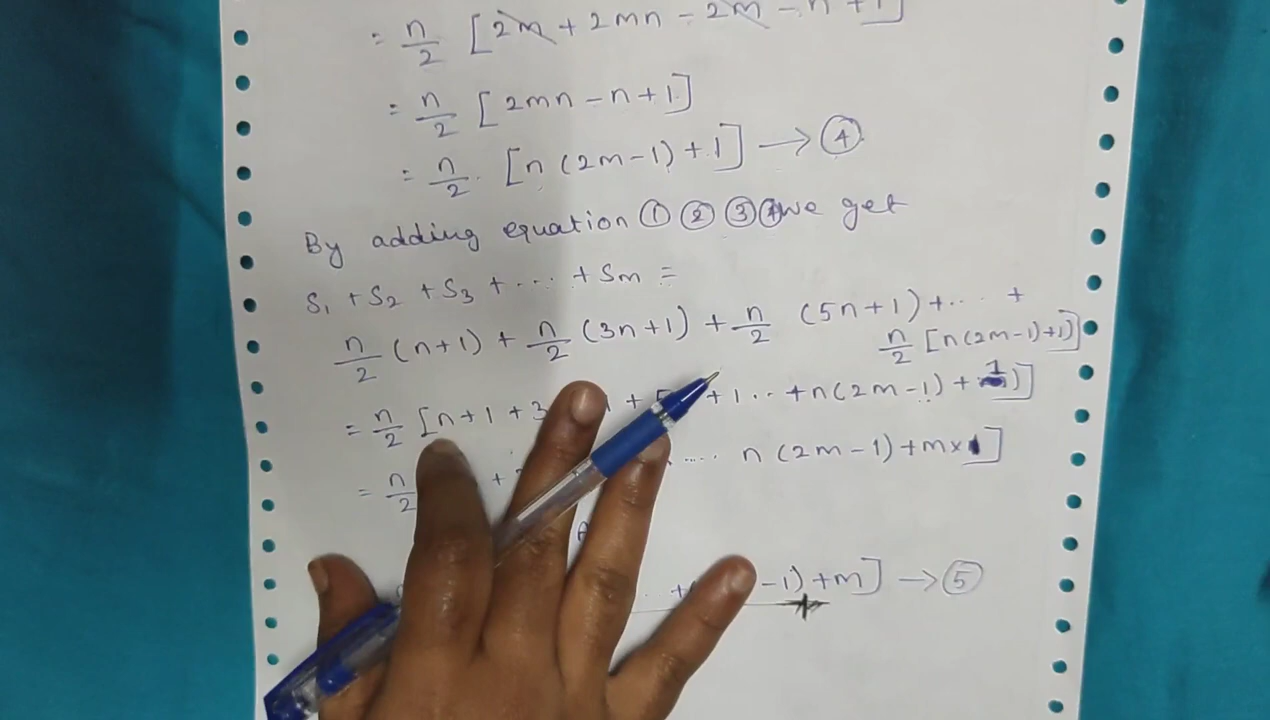 = n/2 [2m + 2mn - 2m - n + 1]
= n/2 [2mn - n + 1]
= n/2 . [n (2m - 1) + 1] → ④
By adding equation ① ② ③ ④ we get
S1 + S2 + S3 + .... + Sm =
n/2 (n+1) + n/2 (3n+1) + n/2 (5n+1) + ... +
n/2 [n(2m-1)+1]
= n/2 [n+1 + 3 + +1 .. + n(2m-1) + 1)]
= n/2 + .... n (2m-1) + m×1]
+ -1) + m] → ⑤